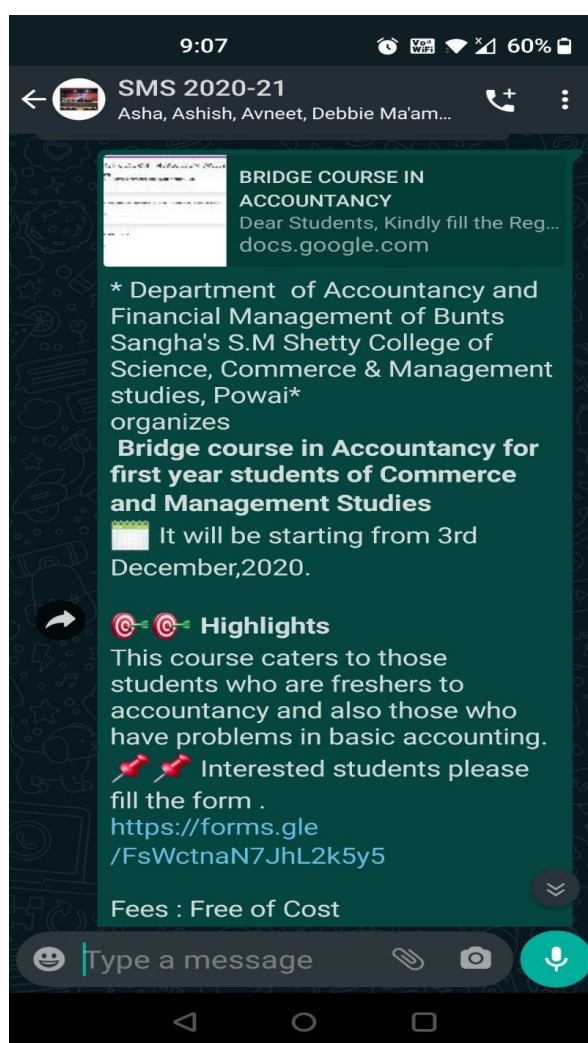 9:07
Vo))
WiFi
60%
SMS 2020-21
Asha, Ashish, Avneet, Debbie Ma'am...
BRIDGE COURSE IN
ACCOUNTANCY
Dear Students, Kindly fill the Reg...
docs.google.com
* Department of Accountancy and
Financial Management of Bunts
Sangha's S.M Shetty College of
Science, Commerce & Management
studies, Powai*
organizes
Bridge course in Accountancy for
first year students of Commerce
and Management Studies
It will be starting from 3rd
December,2020.
Highlights
This course caters to those
students who are freshers to
accountancy and also those who
have problems in basic accounting.
Interested students please
fill the form .
https://forms.gle
/FsWctnaN7JhL2k5y5
Fees : Free of Cost
Type a message